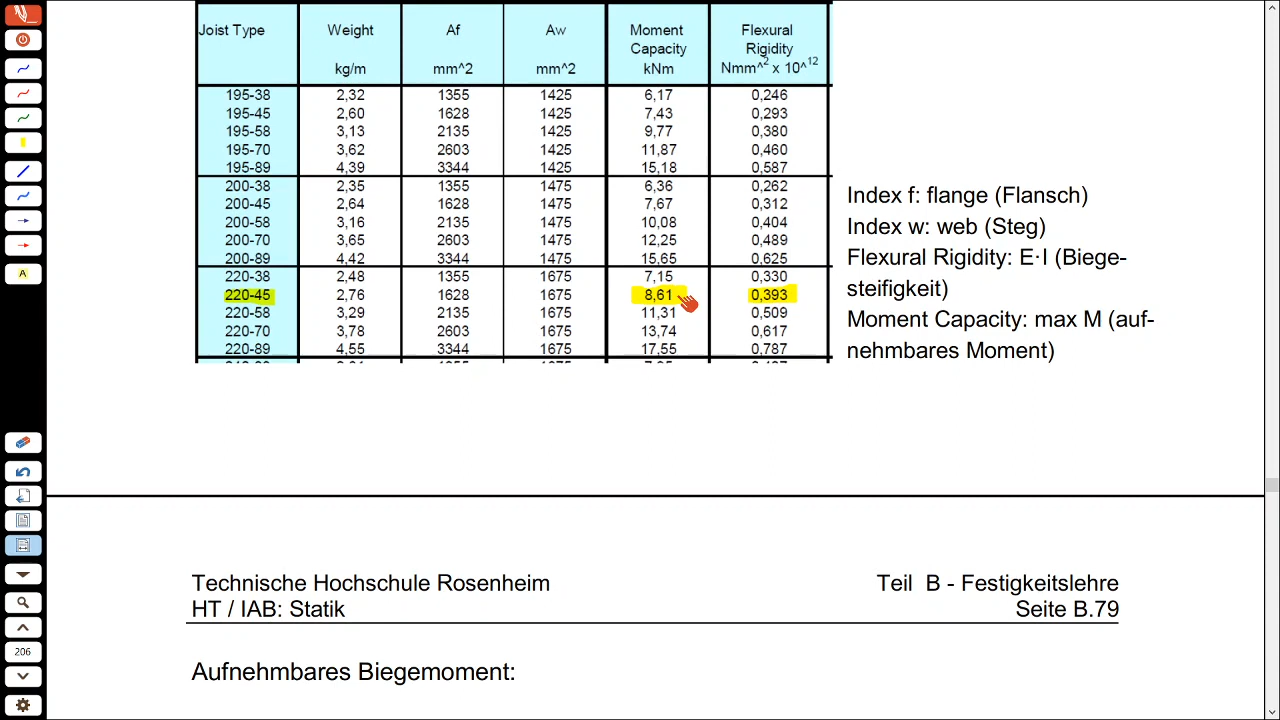 Joist Type Weight Af Aw Moment Flexural
Capacity Rigidity
kg/m mm^2 mm^2 kNm Nmm^2 x 10^12
195-38 2,32 1355 1425 6,17 0,246
195-45 2,60 1628 1425 7,43 0,293
195-58 3,13 2135 1425 9,77 0,380
195-70 3,62 2603 1425 11,87 0,460
195-89 4,39 3344 1425 15,18 0,587
200-38 2,35 1355 1475 6,36 0,262
200-45 2,64 1628 1475 7,67 0,312
200-58 3,16 2135 1475 10,08 0,404
200-70 3,65 2603 1475 12,25 0,489
200-89 4,42 3344 1475 15,65 0,625
220-38 2,48 1355 1675 7,15 0,330
220-45 2,76 1628 1675 8,61 0,393
220-58 3,29 2135 1675 11,31 0,509
220-70 3,78 2603 1675 13,74 0,617
220-89 4,55 3344 1675 17,55 0,787
Index f: flange (Flansch)
Index w: web (Steg)
Flexural Rigidity: E·I (Biege-
steifigkeit)
Moment Capacity: max M (auf-
nehmbares Moment)
Technische Hochschule Rosenheim Teil B - Festigkeitslehre
HT / IAB: Statik Seite B.79
Aufnehmbares Biegemoment:
A
206